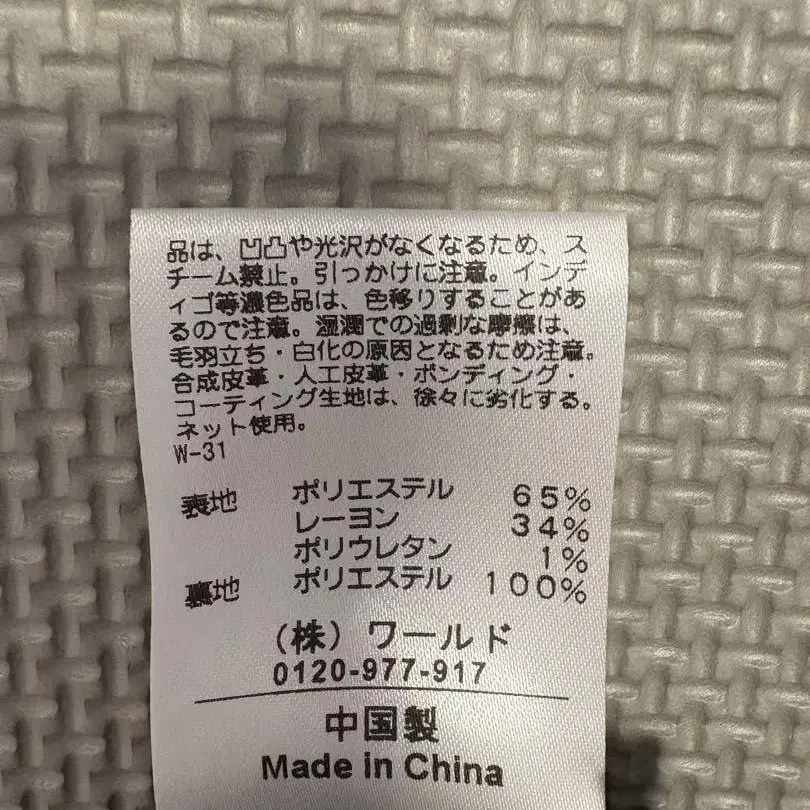 品は、凹凸や光沢がなくなるため、ス
チーム禁止。引っかけに注意。インデ
ィゴ等濃色品は、色移りすることがあ
るので注意。湿潤での過剰な摩擦は、
毛羽立ち・白化の原因となるため注意。
合成皮革・人工皮革・ボンディング・
コーティング生地は、徐々に劣化する。
ネット使用。
W-31
表地 ポリエステル 65%
レーヨン 34%
ポリウレタン 1%
裏地 ポリエステル 100%
(株) ワールド
0120-977-917
中国製
Made in China